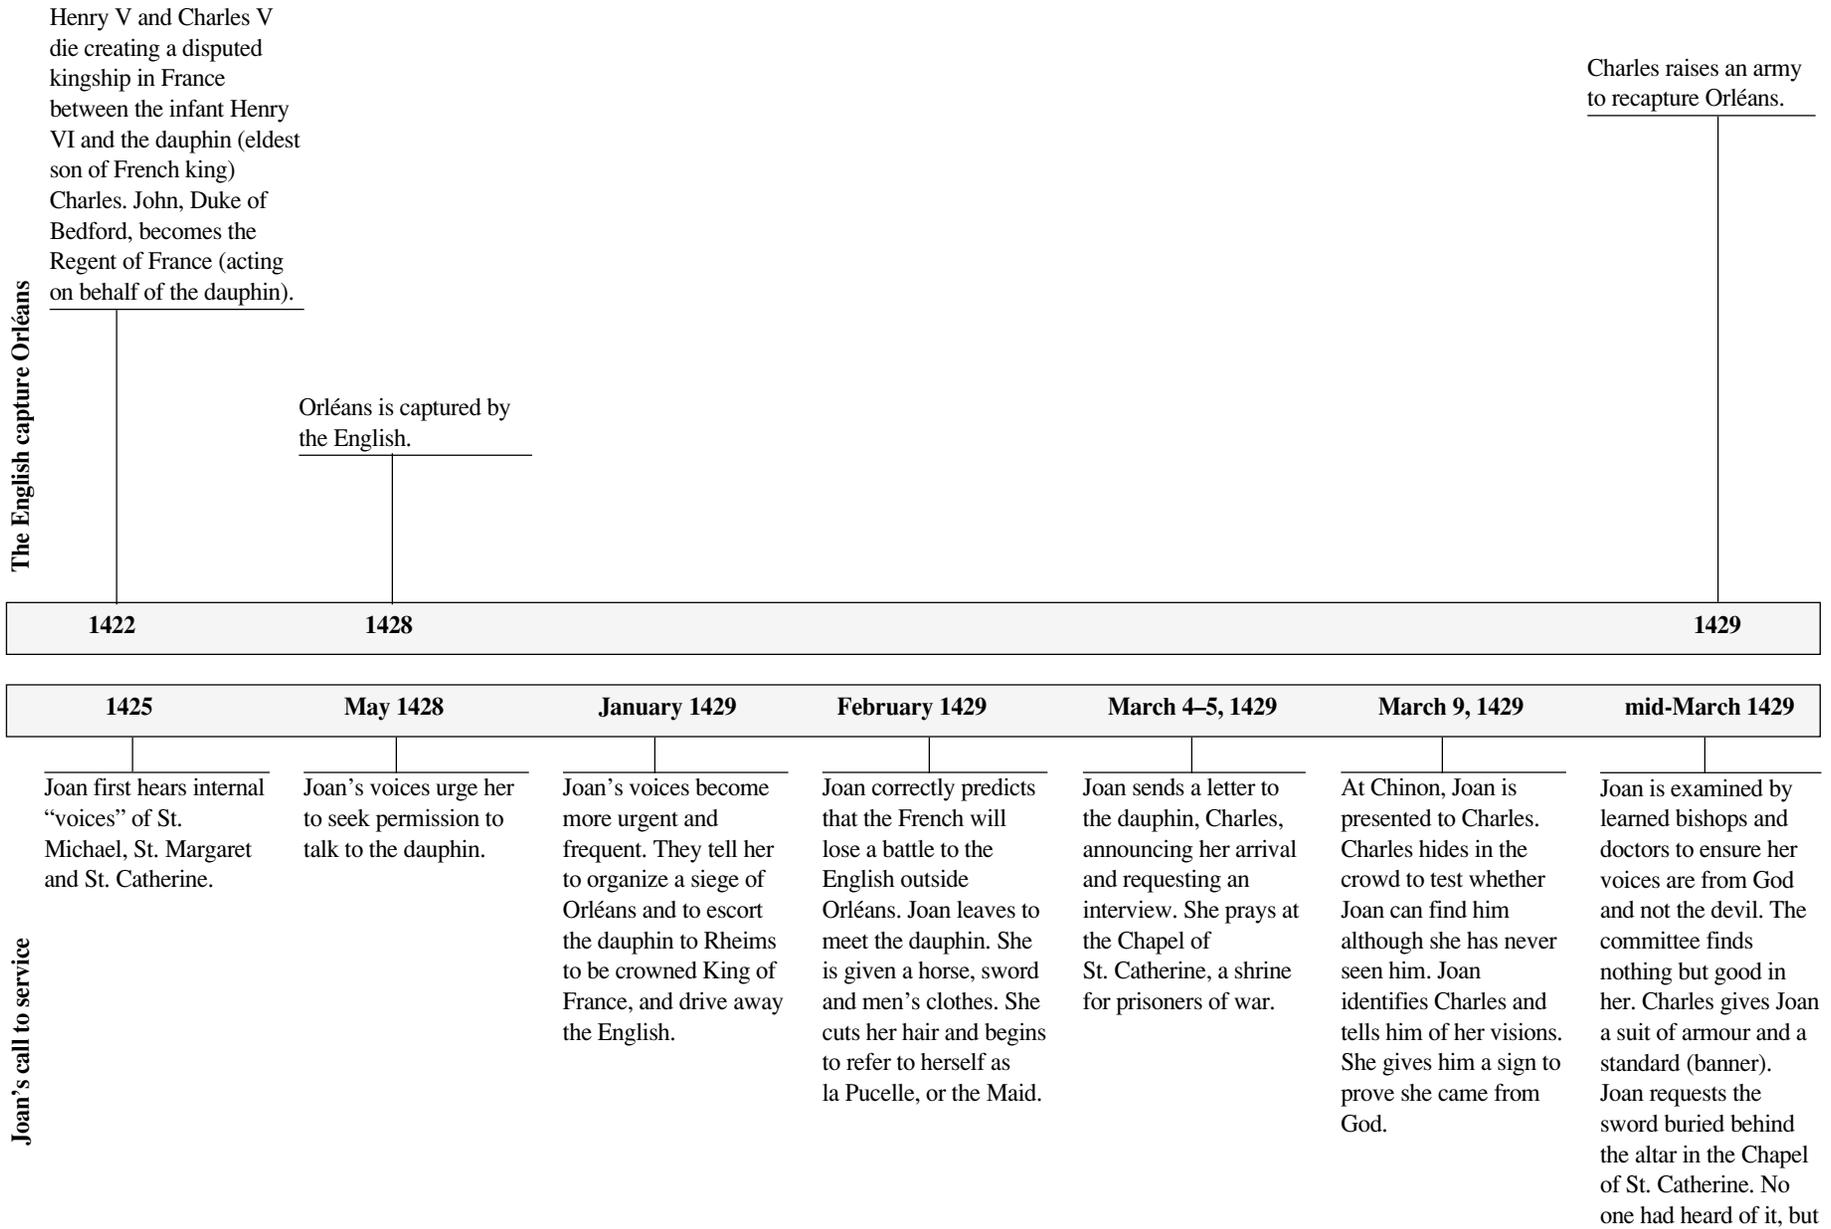 Henry V and Charles V
die creating a disputed
kingship in France
between the infant Henry
VI and the dauphin (eldest
son of French king)
Charles. John, Duke of
Bedford, becomes the
Regent of France (acting
on behalf of the dauphin).
Orléans is captured by
the English.
Charles raises an army
to recapture Orléans.
The English capture Orléans
1422
1428
1429
1425
May 1428
January 1429
February 1429
March 4–5, 1429
March 9, 1429
mid-March 1429
Joan’s call to service
Joan first hears internal
“voices” of St.
Michael, St. Margaret
and St. Catherine.
Joan’s voices urge her
to seek permission to
talk to the dauphin.
Joan’s voices become
more urgent and
frequent. They tell her
to organize a siege of
Orléans and to escort
the dauphin to Rheims
to be crowned King of
France, and drive away
the English.
Joan correctly predicts
that the French will
lose a battle to the
English outside
Orléans. Joan leaves to
meet the dauphin. She
is given a horse, sword
and men’s clothes. She
cuts her hair and begins
to refer to herself as
la Pucelle, or the Maid.
Joan sends a letter to
the dauphin, Charles,
announcing her arrival
and requesting an
interview. She prays at
the Chapel of
St. Catherine, a shrine
for prisoners of war.
At Chinon, Joan is
presented to Charles.
Charles hides in the
crowd to test whether
Joan can find him
although she has never
seen him. Joan
identifies Charles and
tells him of her visions.
She gives him a sign to
prove she came from
God.
Joan is examined by
learned bishops and
doctors to ensure her
voices are from God
and not the devil. The
committee finds
nothing but good in
her. Charles gives Joan
a suit of armour and a
standard (banner).
Joan requests the
sword buried behind
the altar in the Chapel
of St. Catherine. No
one had heard of it, but